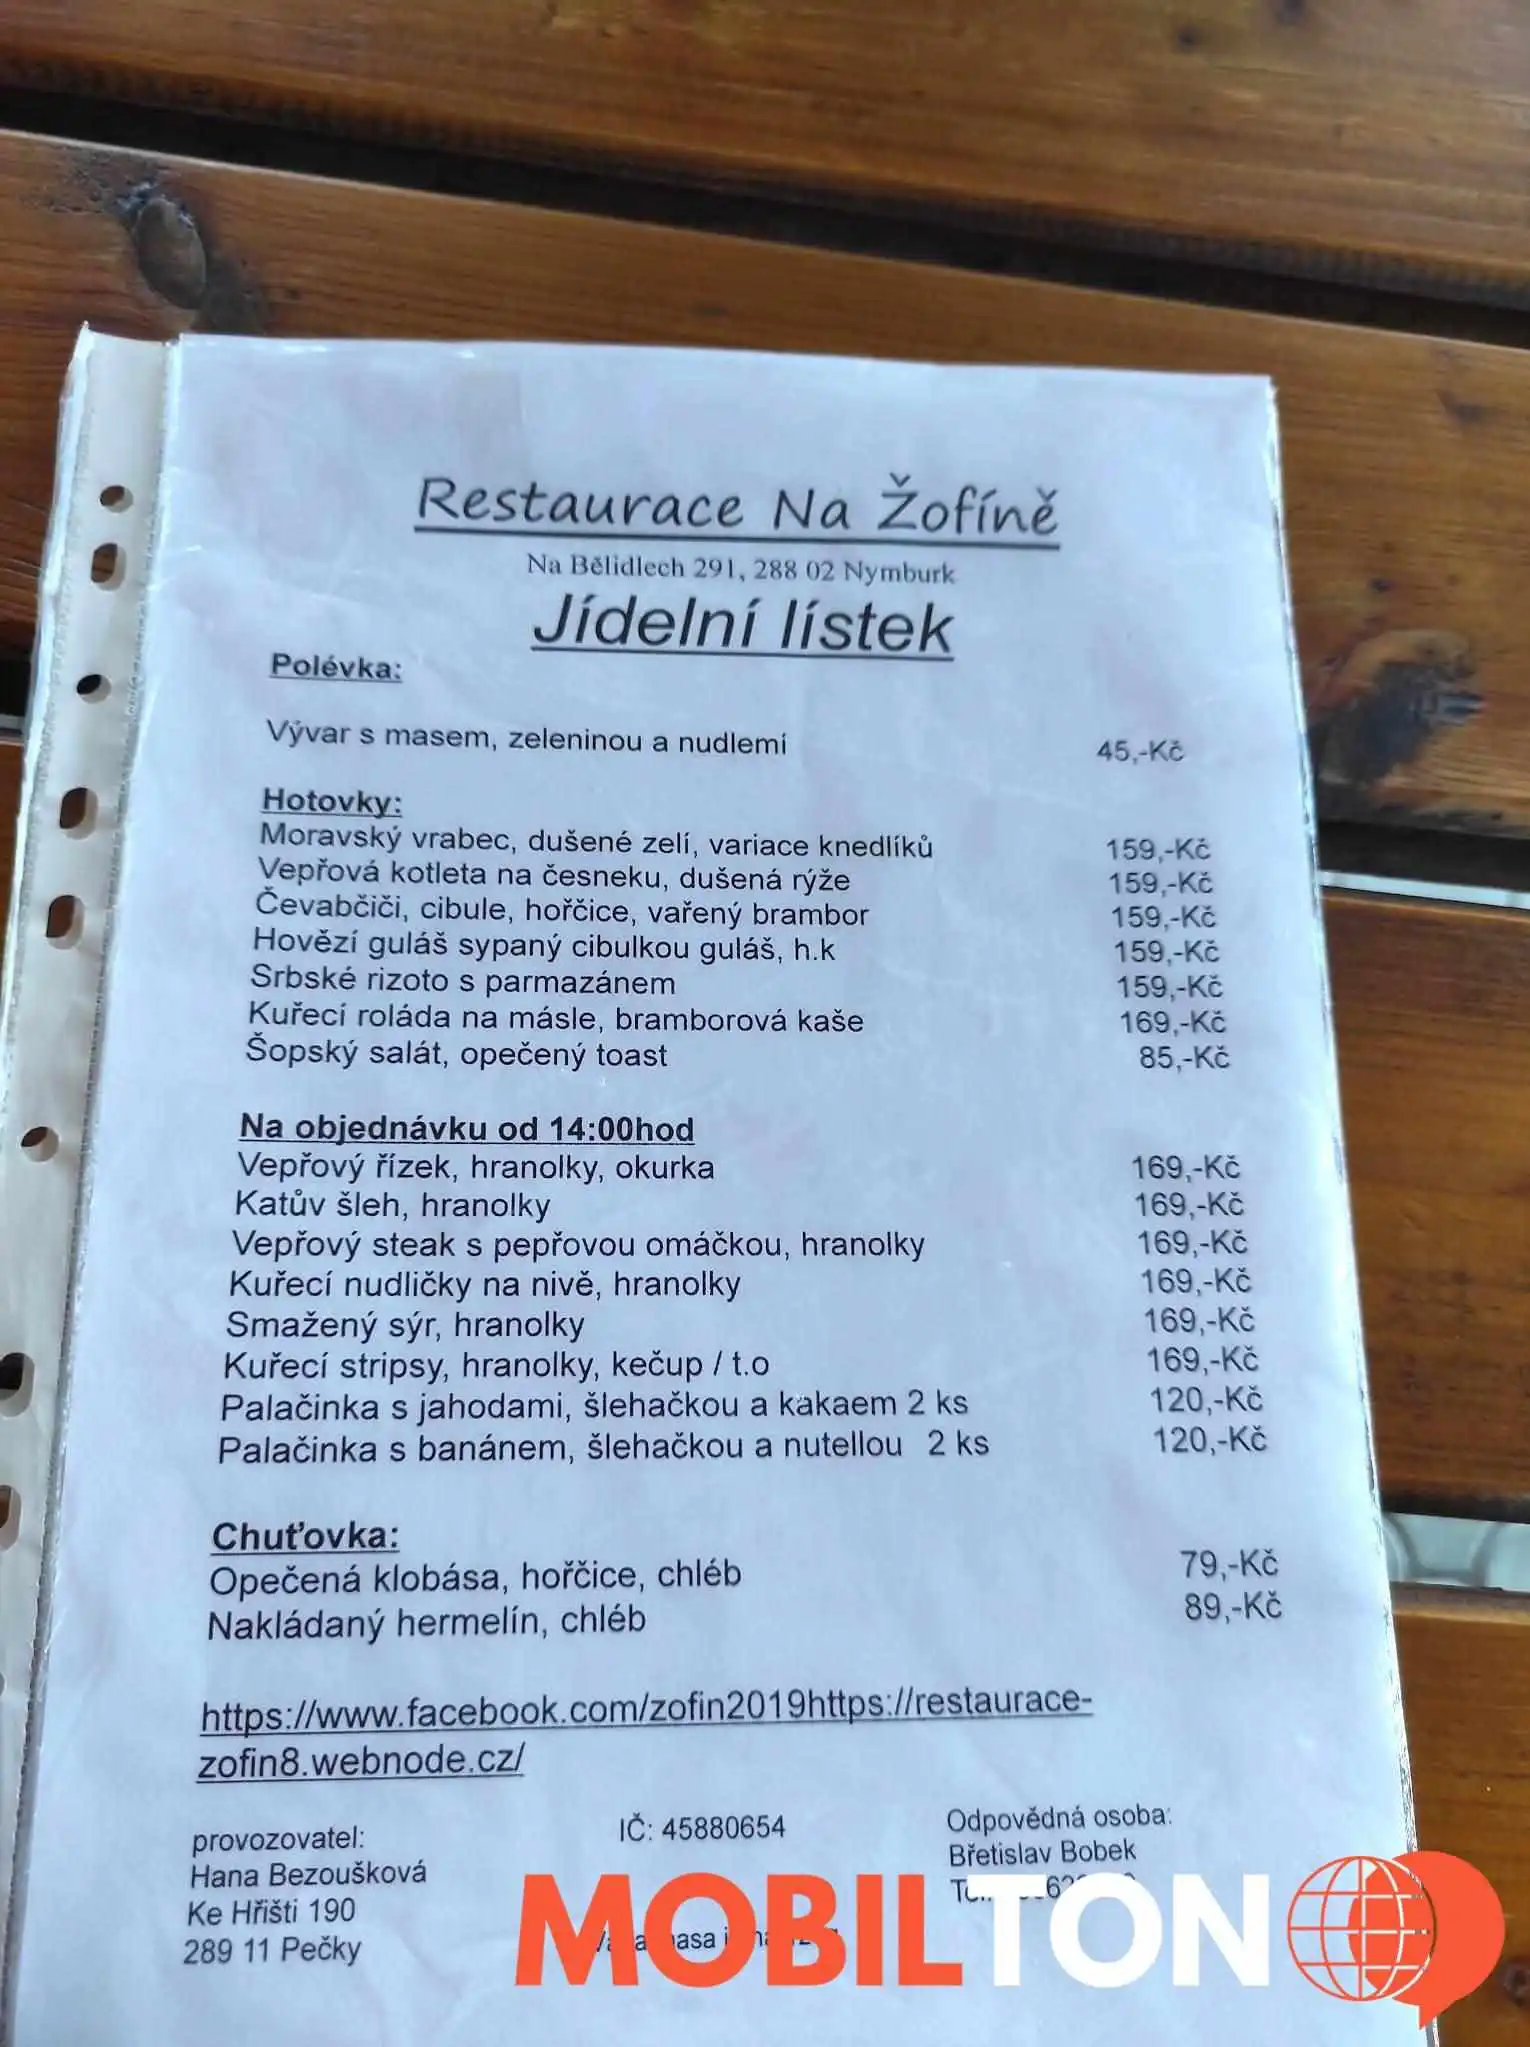 Restaurace Na Žofíně
Na Bělidlech 291, 288 02 Nymburk
Jídelní lístek
Polévka:
Vývar s masem, zeleninou a nudlemi 45,-Kč
Hotovky:
Moravský vrabec, dušené zelí, variace knedlíků 159,-Kč
Vepřová kotleta na česneku, dušená rýže 159,-Kč
Čevabčiči, cibule, hořčice, vařený brambor 159,-Kč
Hovězí guláš sypaný cibulkou guláš, h.k 159,-Kč
Srbské rizoto s parmazánem 159,-Kč
Kuřecí roláda na másle, bramborová kaše 169,-Kč
Šopský salát, opečený toast 85,-Kč
Na objednávku od 14:00hod
Vepřový řízek, hranolky, okurka 169,-Kč
Katův šleh, hranolky 169,-Kč
Vepřový steak s pepřovou omáčkou, hranolky 169,-Kč
Kuřecí nudličky na nivě, hranolky 169,-Kč
Smažený sýr, hranolky 169,-Kč
Kuřecí stripsy, hranolky, kečup / t.o 169,-Kč
Palačinka s jahodami, šlehačkou a kakaem 2 ks 120,-Kč
Palačinka s banánem, šlehačkou a nutellou 2 ks 120,-Kč
Chuťovka:
Opečená klobása, hořčice, chléb 79,-Kč
Nakládaný hermelín, chléb 89,-Kč
https://www.facebook.com/zofin2019https://restaurace-
zofin8.webnode.cz/
provozovatel: IČ: 45880654 Odpovědná osoba:
Hana Bezoušková Břetislav Bobek
Ke Hřišti 190
289 11 Pečky
MOBILTON